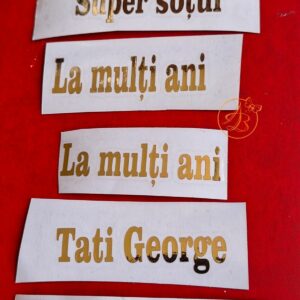 Super soțul
La mulți ani
La mulți ani
Tati George